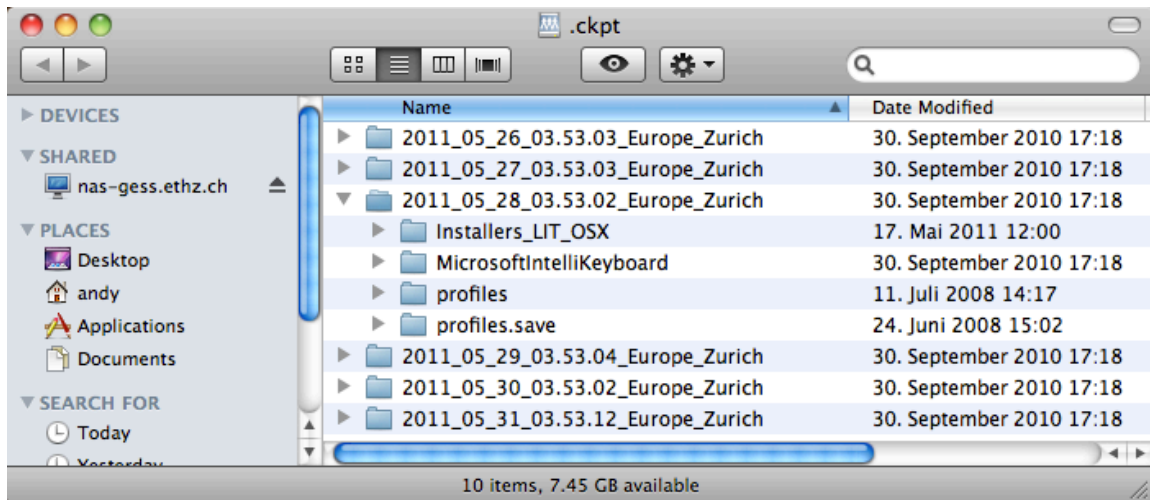 .ckpt
Name Date Modified
DEVICES
SHARED
nas-gess.ethz.ch
PLACES
Desktop
andy
Applications
Documents
SEARCH FOR
Today
Yesterday
2011_05_26_03.53.03_Europe_Zurich 30. September 2010 17:18
2011_05_27_03.53.03_Europe_Zurich 30. September 2010 17:18
2011_05_28_03.53.02_Europe_Zurich 30. September 2010 17:18
Installers_LIT_OSX 17. Mai 2011 12:00
MicrosoftIntelliKeyboard 30. September 2010 17:18
profiles 11. Juli 2008 14:17
profiles.save 24. Juni 2008 15:02
2011_05_29_03.53.04_Europe_Zurich 30. September 2010 17:18
2011_05_30_03.53.02_Europe_Zurich 30. September 2010 17:18
2011_05_31_03.53.12_Europe_Zurich 30. September 2010 17:18
10 items, 7.45 GB available